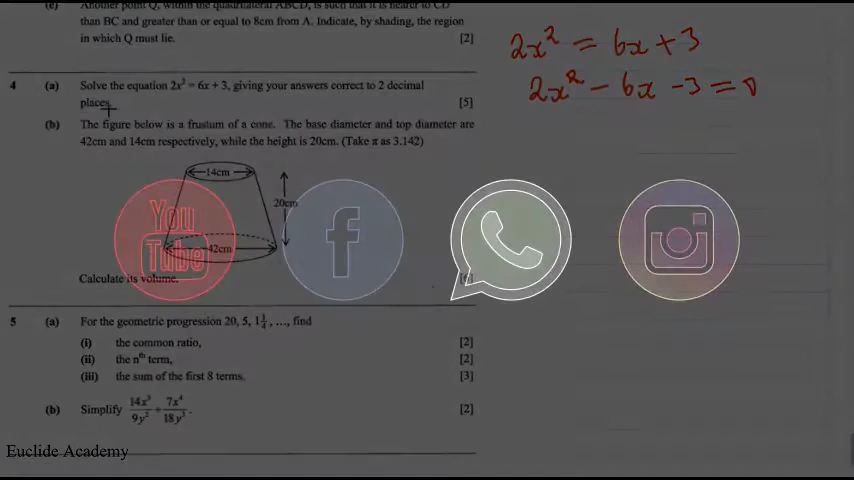 (e) Another point Q, within the quadrilateral ABCD, is such that it is nearer to CD
than BC and greater than or equal to 8cm from A. Indicate, by shading, the region
in which Q must lie. [2]
2x² = 6x + 3
2x² - 6x - 3 = 0
4 (a) Solve the equation 2x² = 6x + 3, giving your answers correct to 2 decimal
places. [5]
(b) The figure below is a frustum of a cone. The base diameter and top diameter are
42cm and 14cm respectively, while the height is 20cm. (Take π as 3.142)
14cm
20cm
42cm
You
Tube
Calculate its volume. [6]
5 (a) For the geometric progression 20, 5, 1¼, …, find
(i) the common ratio, [2]
(ii) the nᵗʰ term, [2]
(iii) the sum of the first 8 terms. [3]
(b) Simplify 14x³/9y² ÷ 7x⁴/18y³. [2]
Euclide Academy